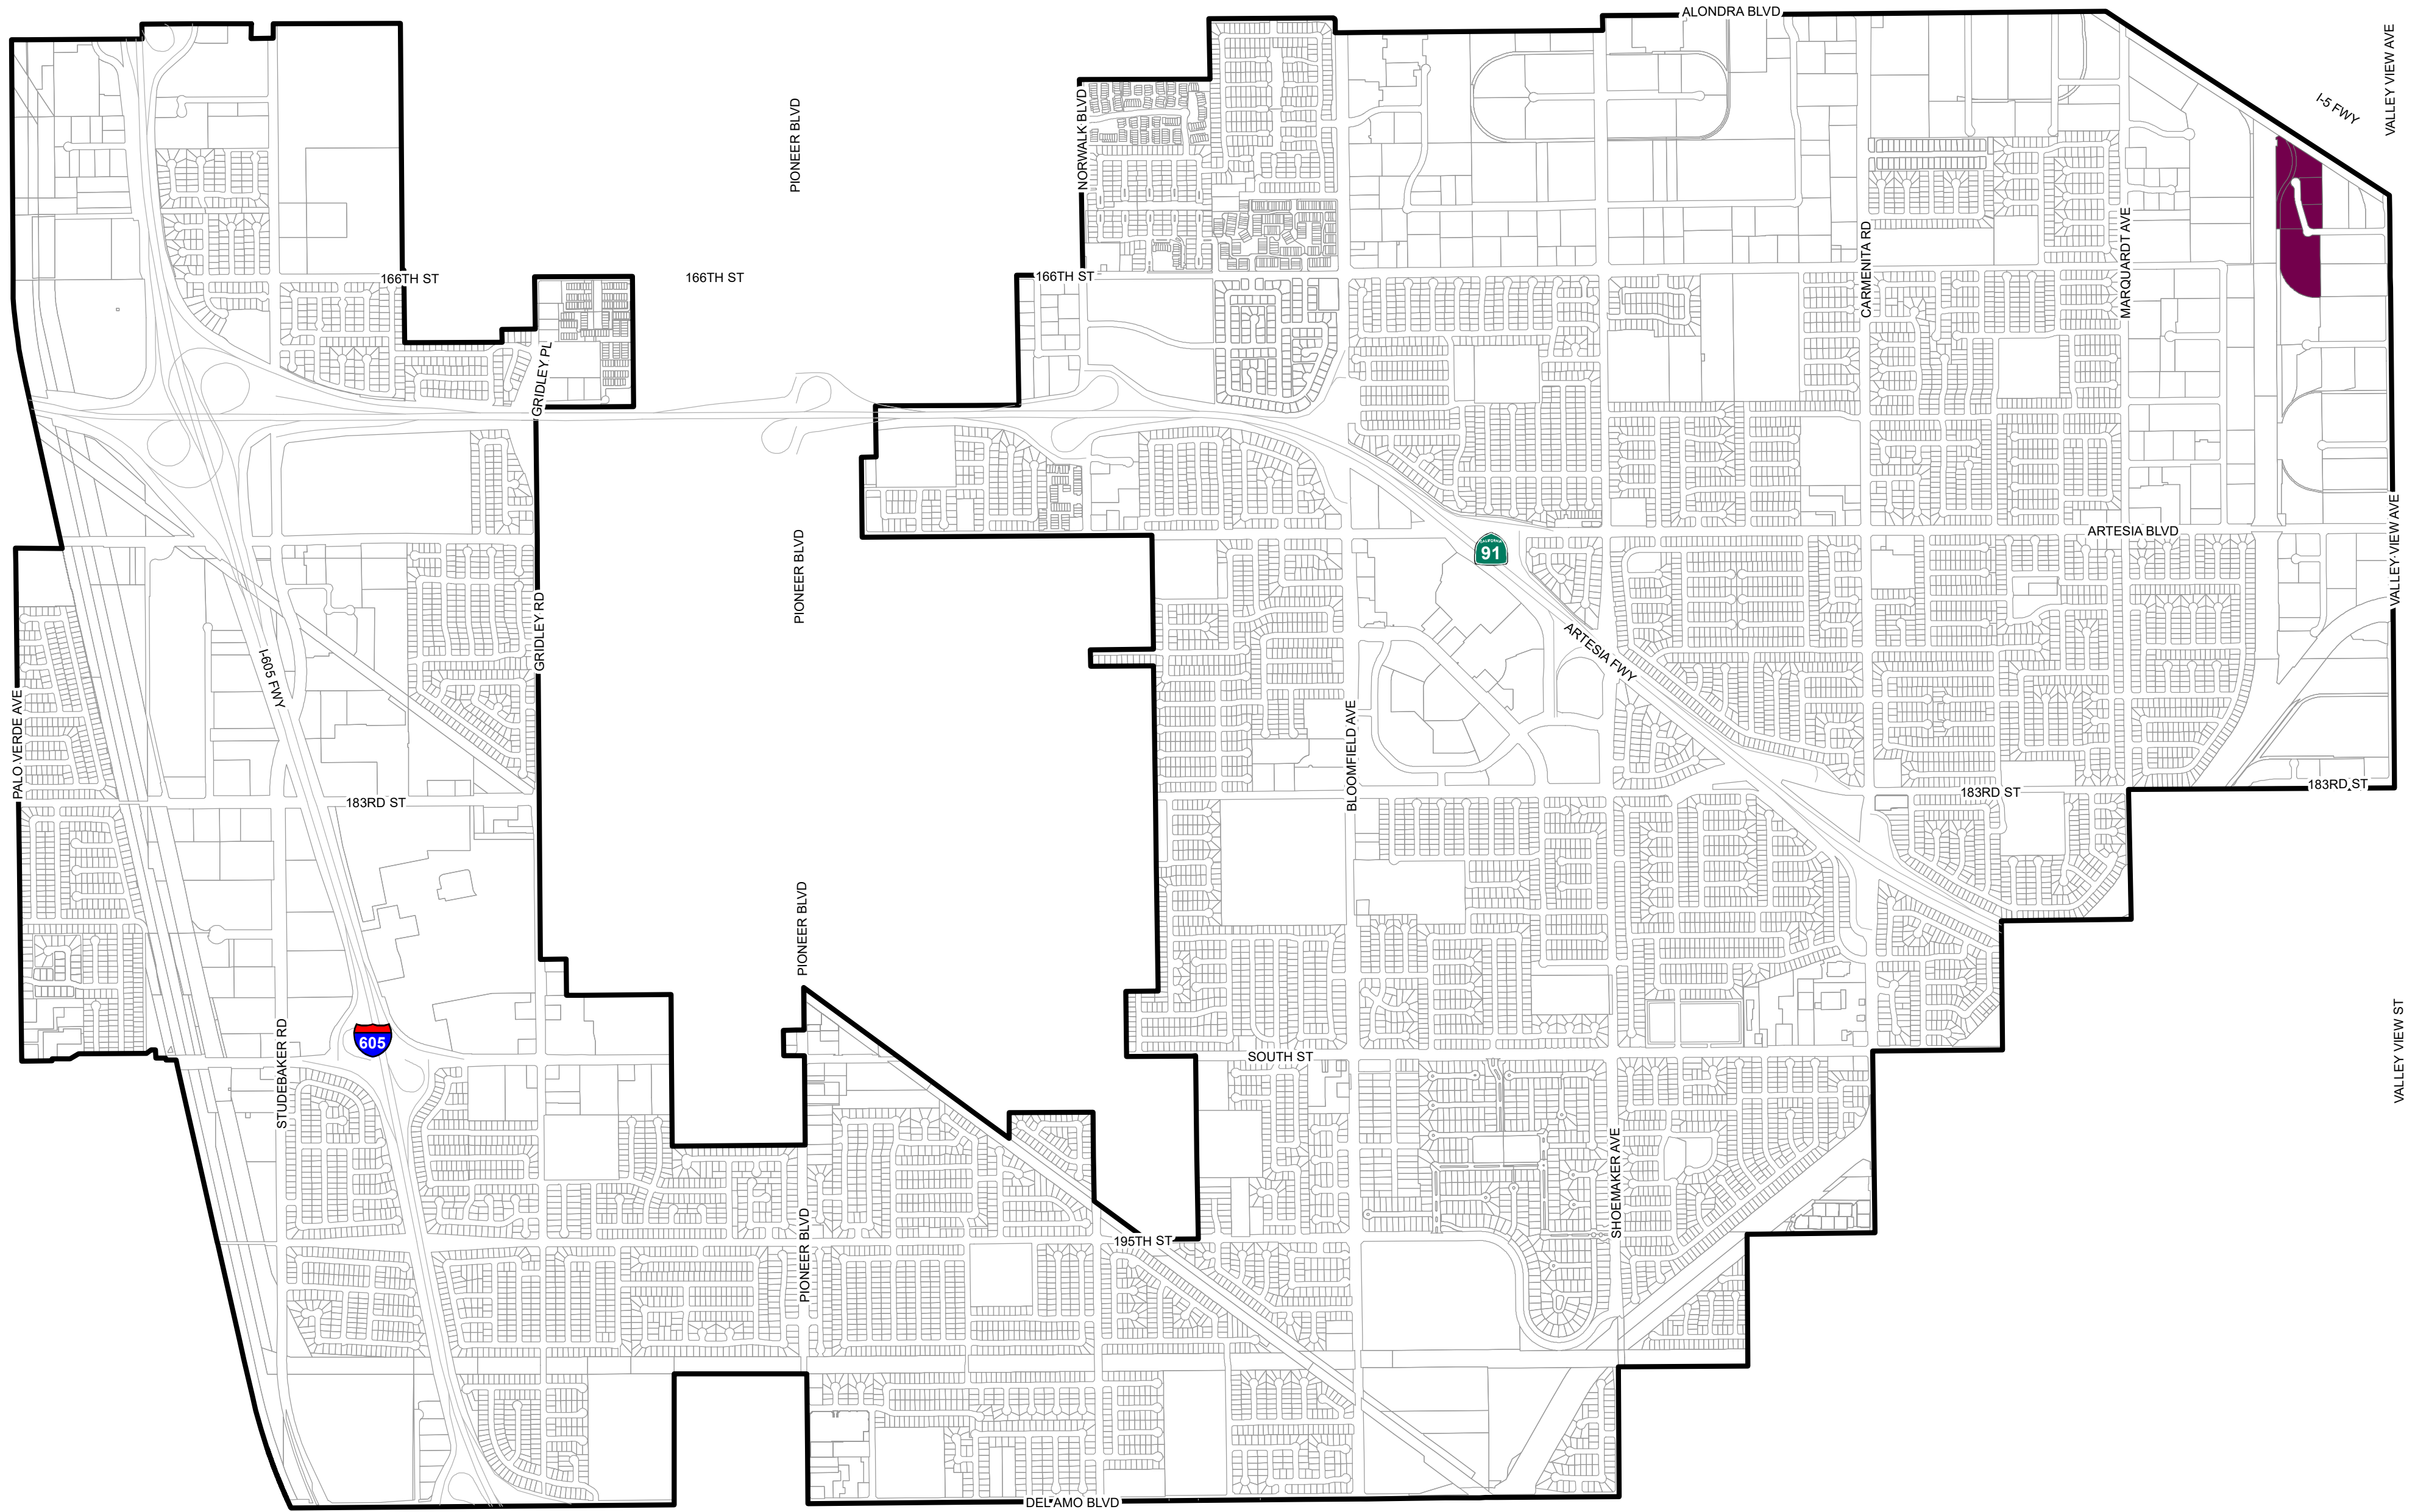 ALONDRA BLVD
VALLEY VIEW AVE
I-5 FWY
PIONEER BLVD
NORWALK BLVD
CARMENITA RD
MARQUARDT AVE
166TH ST
166TH ST
166TH ST
GRIDLEY PL
PIONEER BLVD
ARTESIA BLVD
VALLEY VIEW AVE
CALIFORNIA
91
GRIDLEY RD
ARTESIA FWY
I-605 FWY
PALO VERDE AVE
BLOOMFIELD AVE
183RD ST
183RD ST
183RD ST
PIONEER BLVD
605
STUDEBAKER RD
SOUTH ST
VALLEY VIEW ST
SHOEMAKER AVE
PIONEER BLVD
195TH ST
DEL AMO BLVD